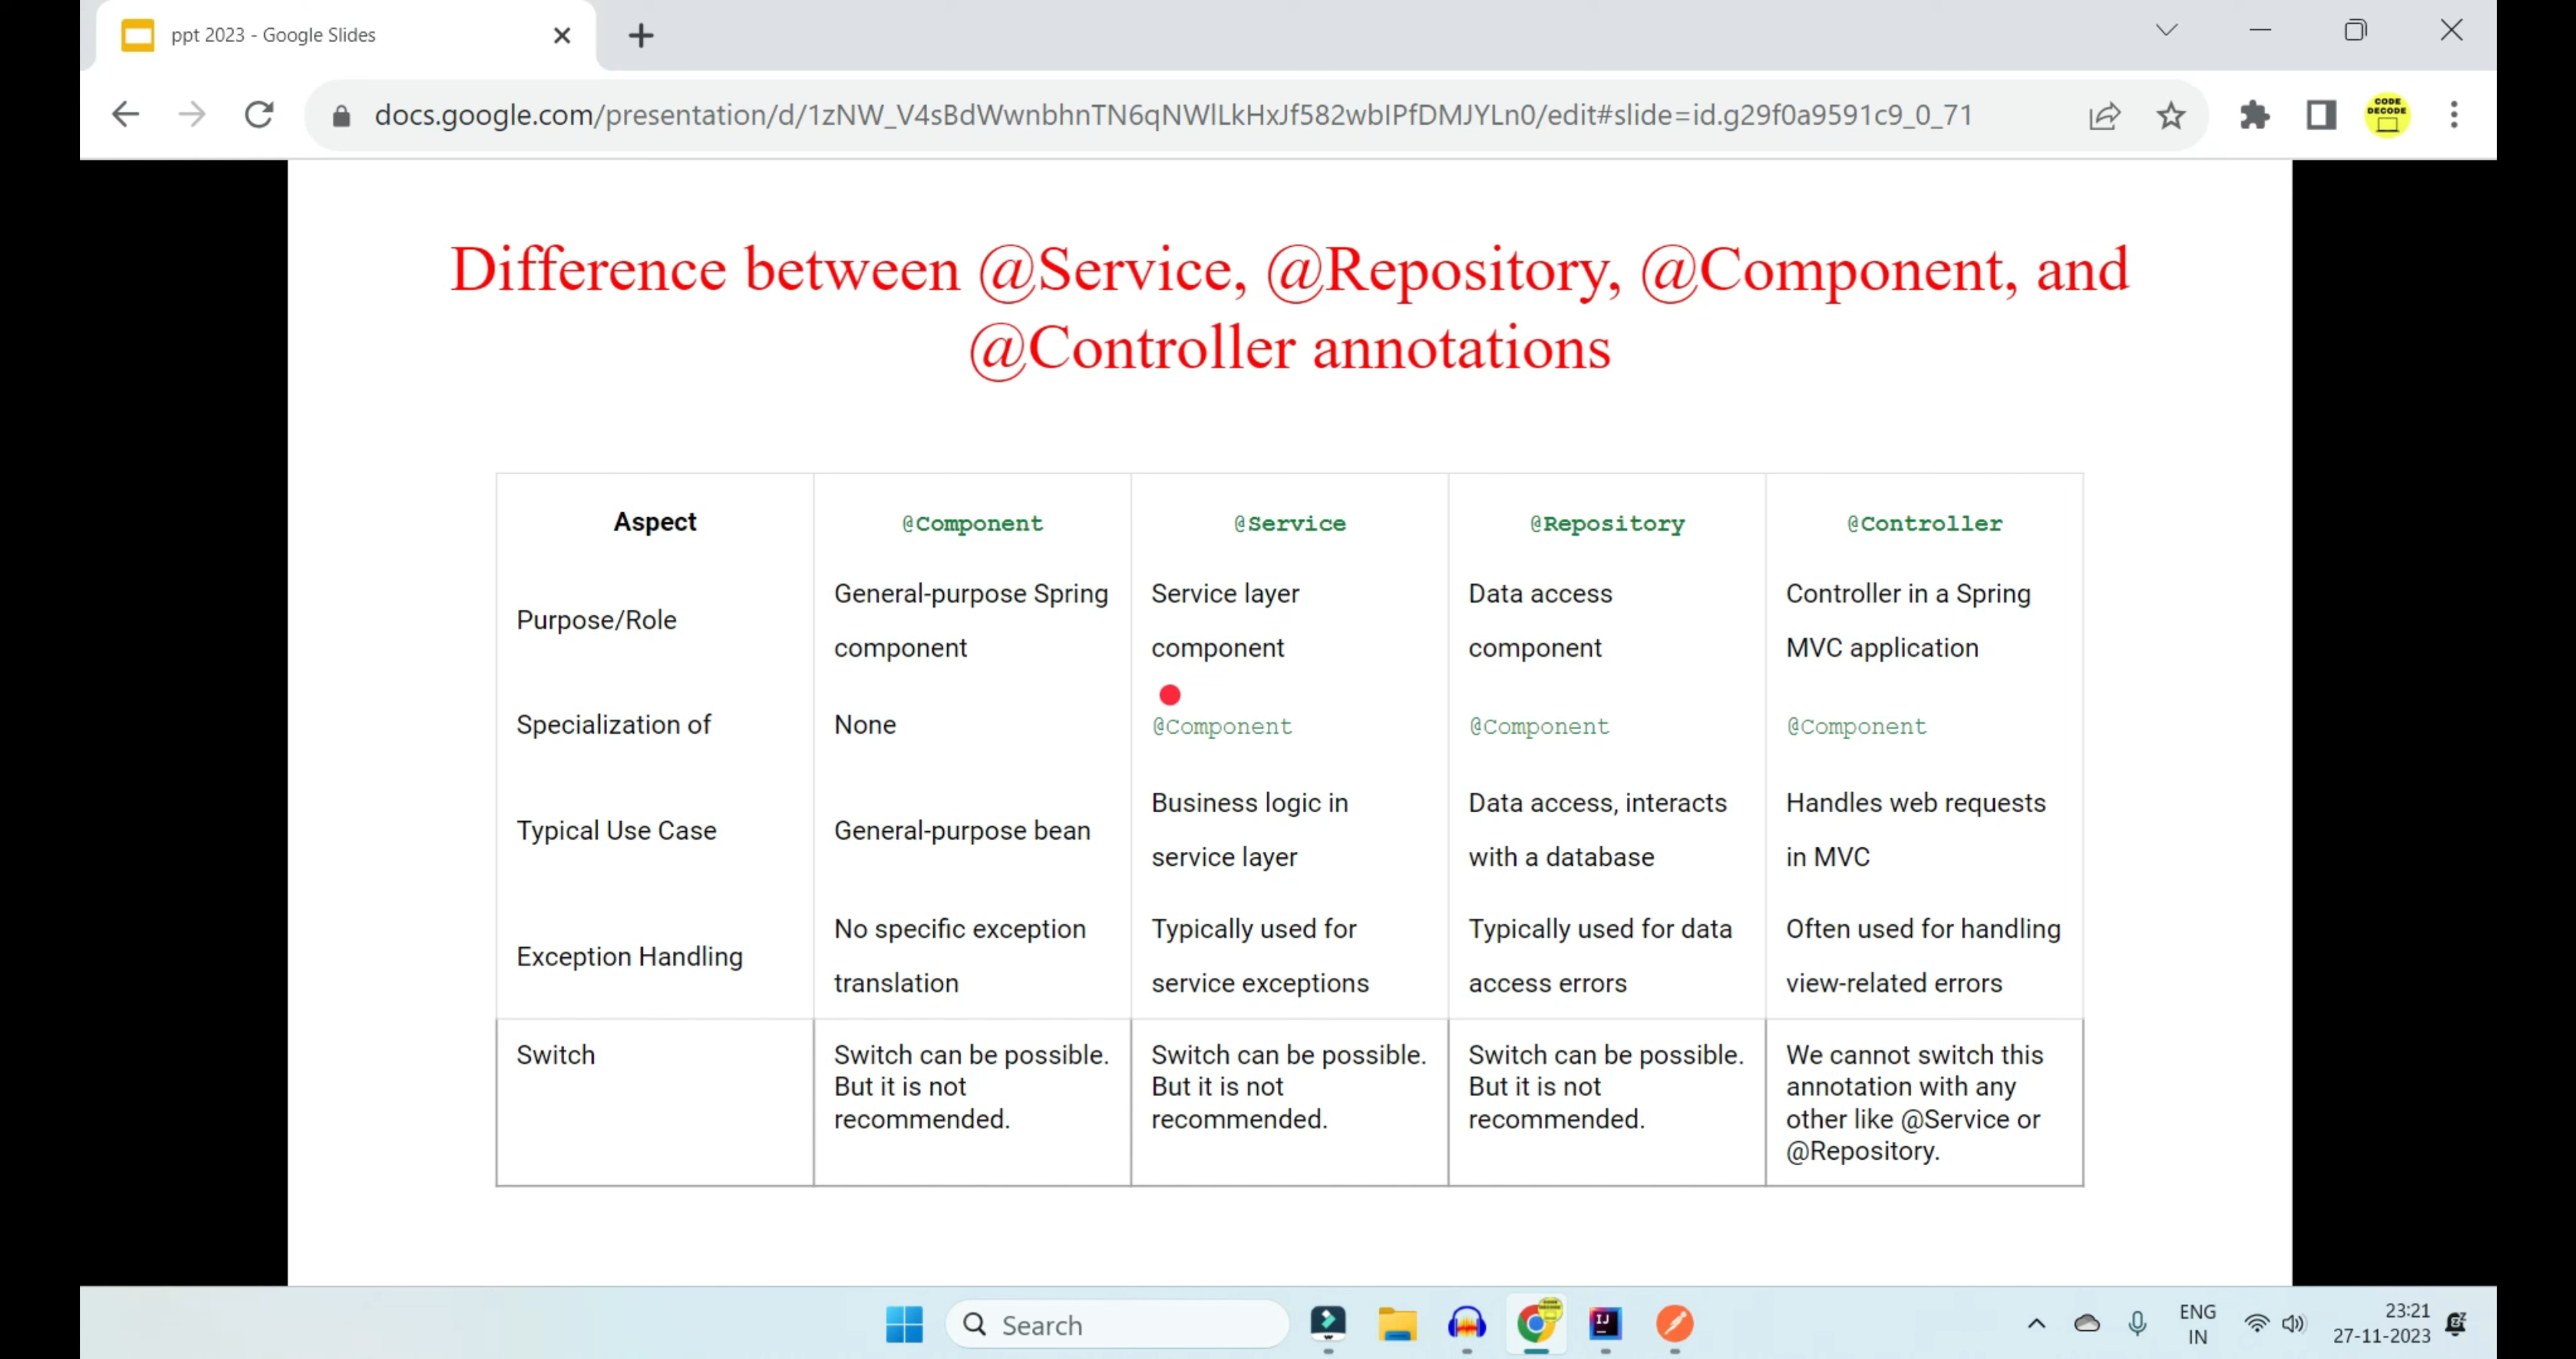 ppt 2023 - Google Slides
docs.google.com/presentation/d/1zNW_V4sBdWwnbhnTN6qNWlLkHxJf582wbIPfDMJYLn0/edit#slide=id.g29f0a9591c9_0_71
CODE
DECODE
Difference between @Service, @Repository, @Component, and
@Controller annotations
Aspect @Component @Service @Repository @Controller
Purpose/Role
General-purpose Spring
component
Service layer
component
Data access
component
Controller in a Spring
MVC application
Specialization of None @Component @Component @Component
Typical Use Case
General-purpose bean
Business logic in
service layer
Data access, interacts
with a database
Handles web requests
in MVC
Exception Handling
No specific exception
translation
Typically used for
service exceptions
Typically used for data
access errors
Often used for handling
view-related errors
Switch
Switch can be possible.
But it is not
recommended.
Switch can be possible.
But it is not
recommended.
Switch can be possible.
But it is not
recommended.
We cannot switch this
annotation with any
other like @Service or
@Repository.
Search
IJ
ENG
IN
23:21
27-11-2023